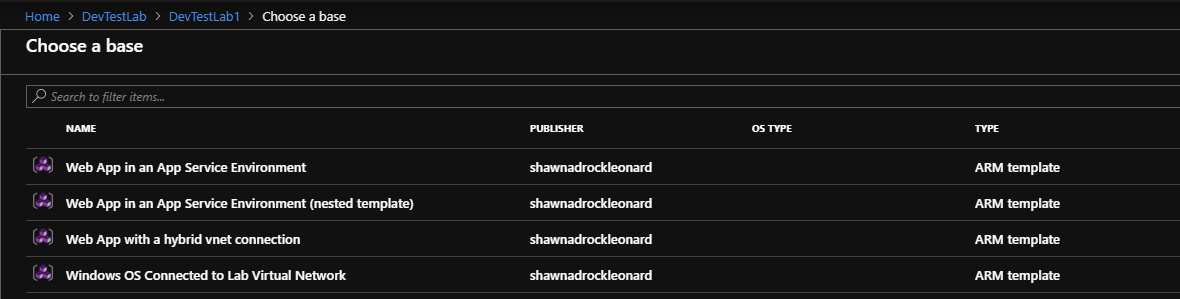 Home > DevTestLab > DevTestLab1 > Choose a base
Choose a base
Search to filter items...
NAME PUBLISHER OS TYPE TYPE
Web App in an App Service Environment shawnadrockleonard ARM template
Web App in an App Service Environment (nested template) shawnadrockleonard ARM template
Web App with a hybrid vnet connection shawnadrockleonard ARM template
Windows OS Connected to Lab Virtual Network shawnadrockleonard ARM template